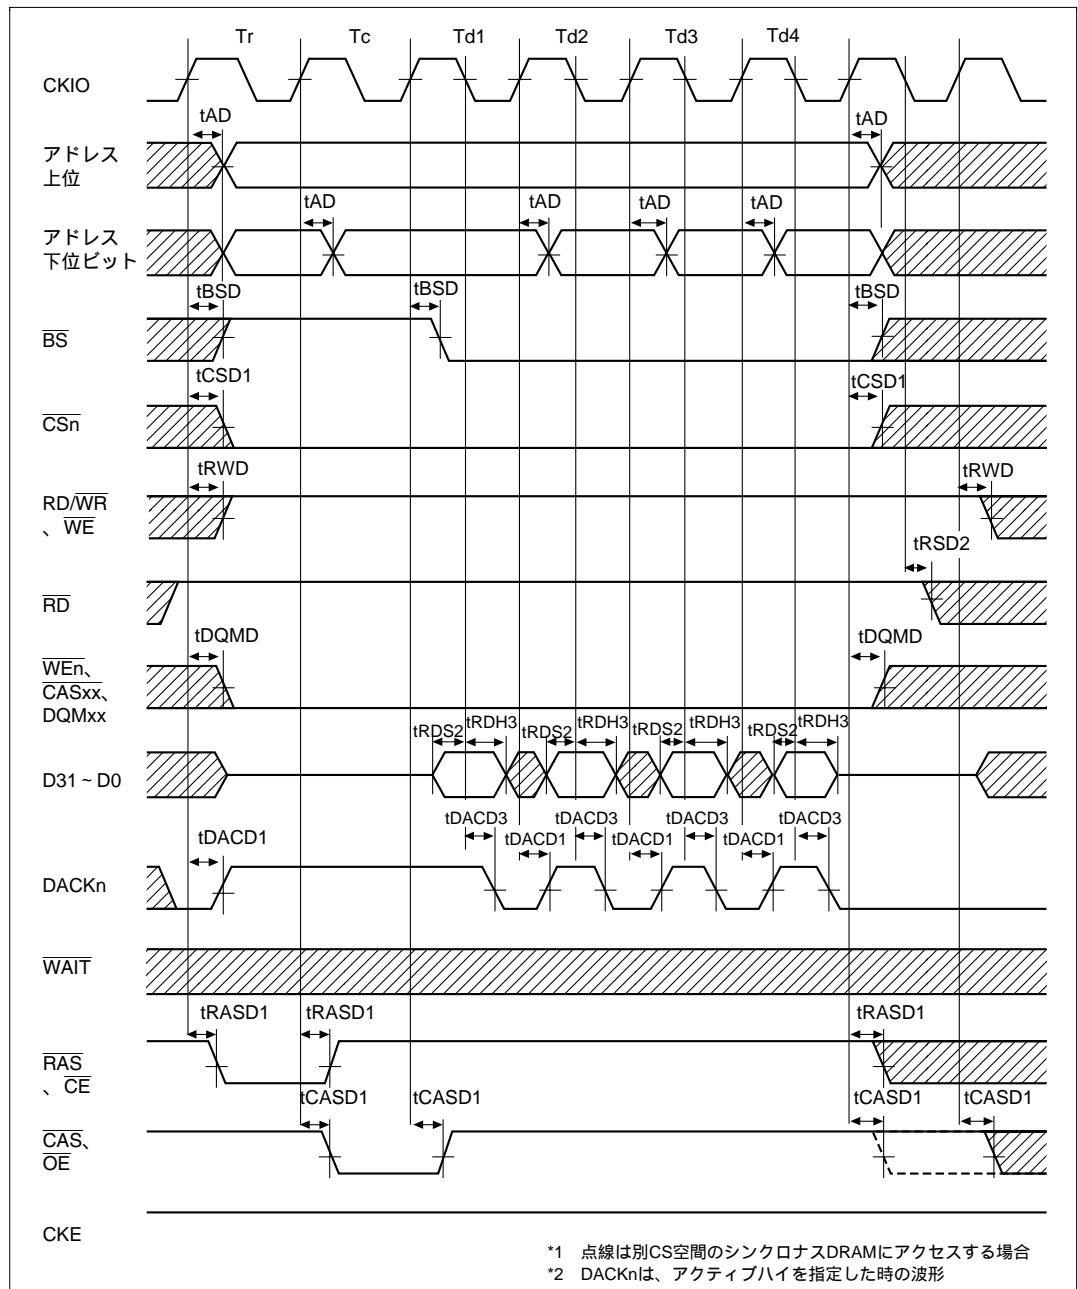 Tr Tc Td1 Td2 Td3 Td4
CKIO
tAD tAD
アドレス
上位
tAD tAD tAD tAD
アドレス
下位ビット
tBSD tBSD tBSD
BS
tCSD1 tCSD1
CSn
tRWD tRWD
RD/WR
、WE
tRSD2
RD
tDQMD tDQMD
WEn、
CASxx、
DQMxx
tRDS2 tRDH3 tRDS2 tRDH3 tRDS2 tRDH3 tRDS2 tRDH3
D31 ~ D0
tDACD3 tDACD3 tDACD3 tDACD3
tDACD1 tDACD1 tDACD1 tDACD1
DACKn
WAIT
tRASD1 tRASD1 tRASD1
RAS
、CE
tCASD1 tCASD1 tCASD1 tCASD1
CAS、
OE
CKE
*1 点線は別CS空間のシンクロナスDRAMにアクセスする場合
*2 DACKnは、アクティブハイを指定した時の波形